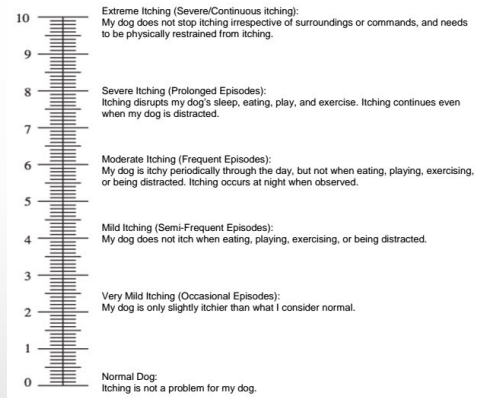 10
Extreme Itching (Severe/Continuous itching):
My dog does not stop itching irrespective of surroundings or commands, and needs
to be physically restrained from itching.
9
8
Severe Itching (Prolonged Episodes):
Itching disrupts my dog's sleep, eating, play, and exercise. Itching continues even
when my dog is distracted.
7
6
Moderate Itching (Frequent Episodes):
My dog is itchy periodically through the day, but not when eating, playing, exercising,
or being distracted. Itching occurs at night when observed.
5
4
Mild Itching (Semi-Frequent Episodes):
My dog does not itch when eating, playing, exercising, or being distracted.
3
2
Very Mild Itching (Occasional Episodes):
My dog is only slightly itchier than what I consider normal.
1
0
Normal Dog:
Itching is not a problem for my dog.